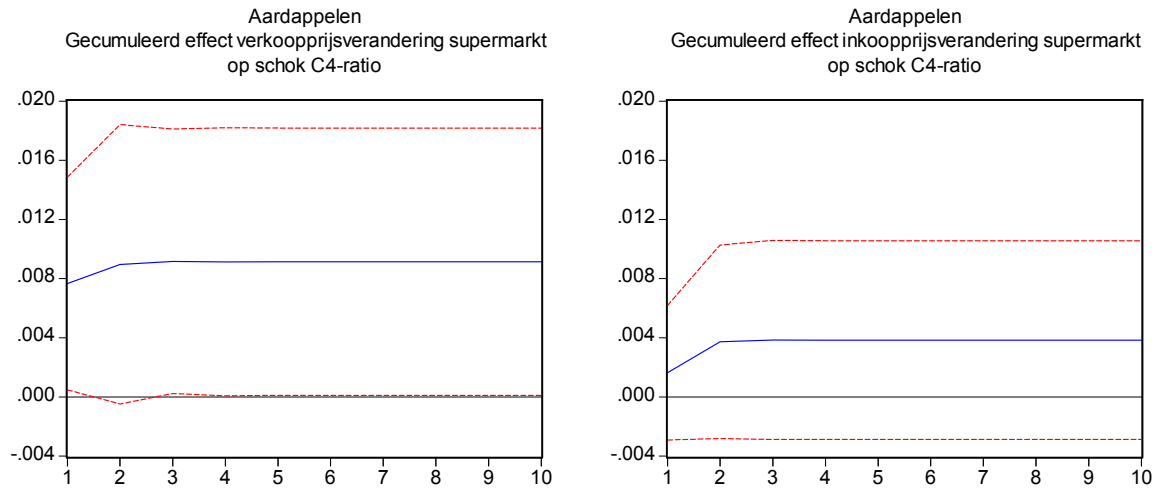 Aardappelen
Gecumuleerd effect verkoopprijsverandering supermarkt
op schok C4-ratio
.020
.016
.012
.008
.004
.000
-.004
1 2 3 4 5 6 7 8 9 10
Aardappelen
Gecumuleerd effect inkoopprijsverandering supermarkt
op schok C4-ratio
.020
.016
.012
.008
.004
.000
-.004
1 2 3 4 5 6 7 8 9 10